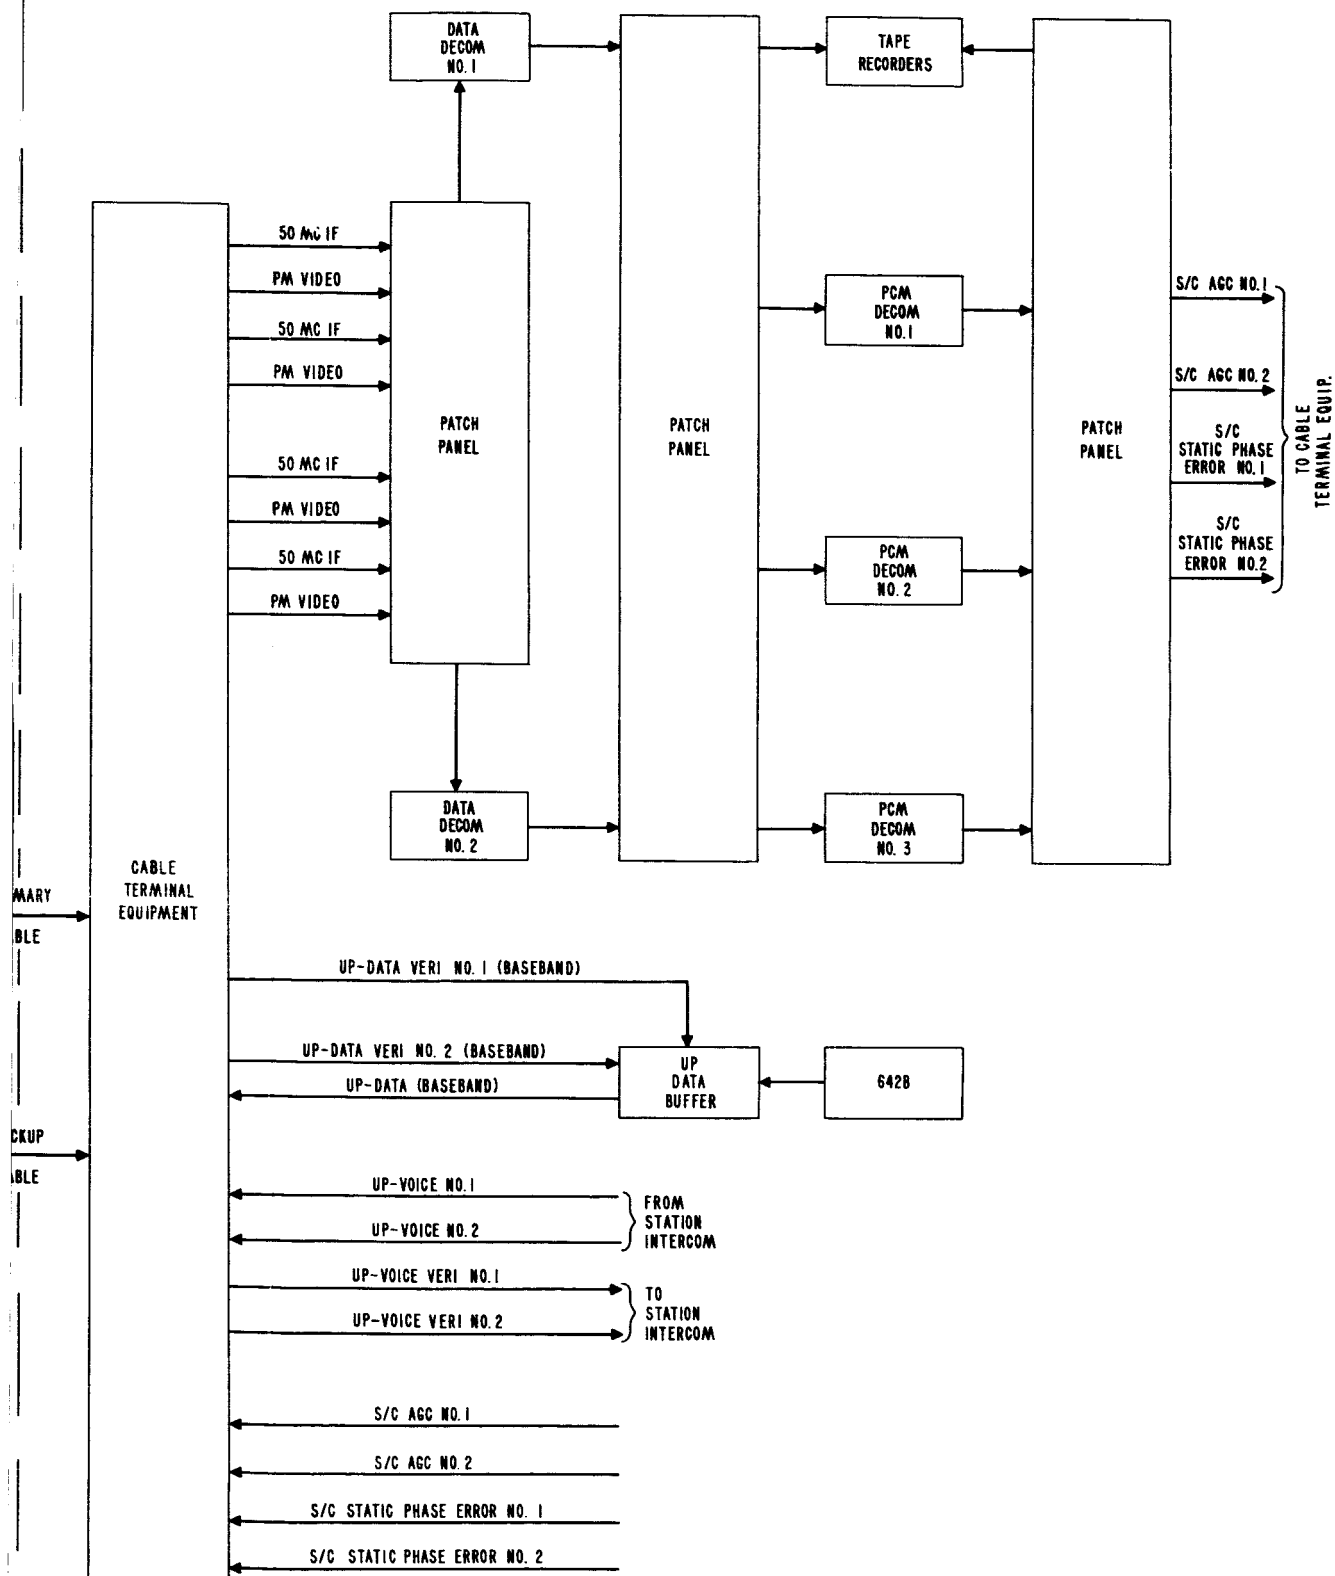 DATA
DECOM
NO. 1
TAPE
RECORDERS
50 MC IF
PM VIDEO
50 MC IF
PM VIDEO
50 MC IF
PM VIDEO
50 MC IF
PM VIDEO
PATCH
PANEL
DATA
DECOM
NO. 2
PATCH
PANEL
PCM
DECOM
NO. 1
PCM
DECOM
NO. 2
PCM
DECOM
NO. 3
PATCH
PANEL
S/C AGC NO. 1
S/C AGC NO. 2
S/C
STATIC PHASE
ERROR NO. 1
S/C
STATIC PHASE
ERROR NO. 2
TO CABLE
TERMINAL EQUIP.
CABLE
TERMINAL
EQUIPMENT
MARY
BLE
CKUP
ABLE
UP-DATA VERI NO. 1 (BASEBAND)
UP-DATA VERI NO. 2 (BASEBAND)
UP-DATA (BASEBAND)
UP
DATA
BUFFER
642B
UP-VOICE NO. 1
UP-VOICE NO. 2
FROM
STATION
INTERCOM
UP-VOICE VERI NO. 1
UP-VOICE VERI NO. 2
TO
STATION
INTERCOM
S/C AGC NO. 1
S/C AGC NO. 2
S/C STATIC PHASE ERROR NO. 1
S/C STATIC PHASE ERROR NO. 2